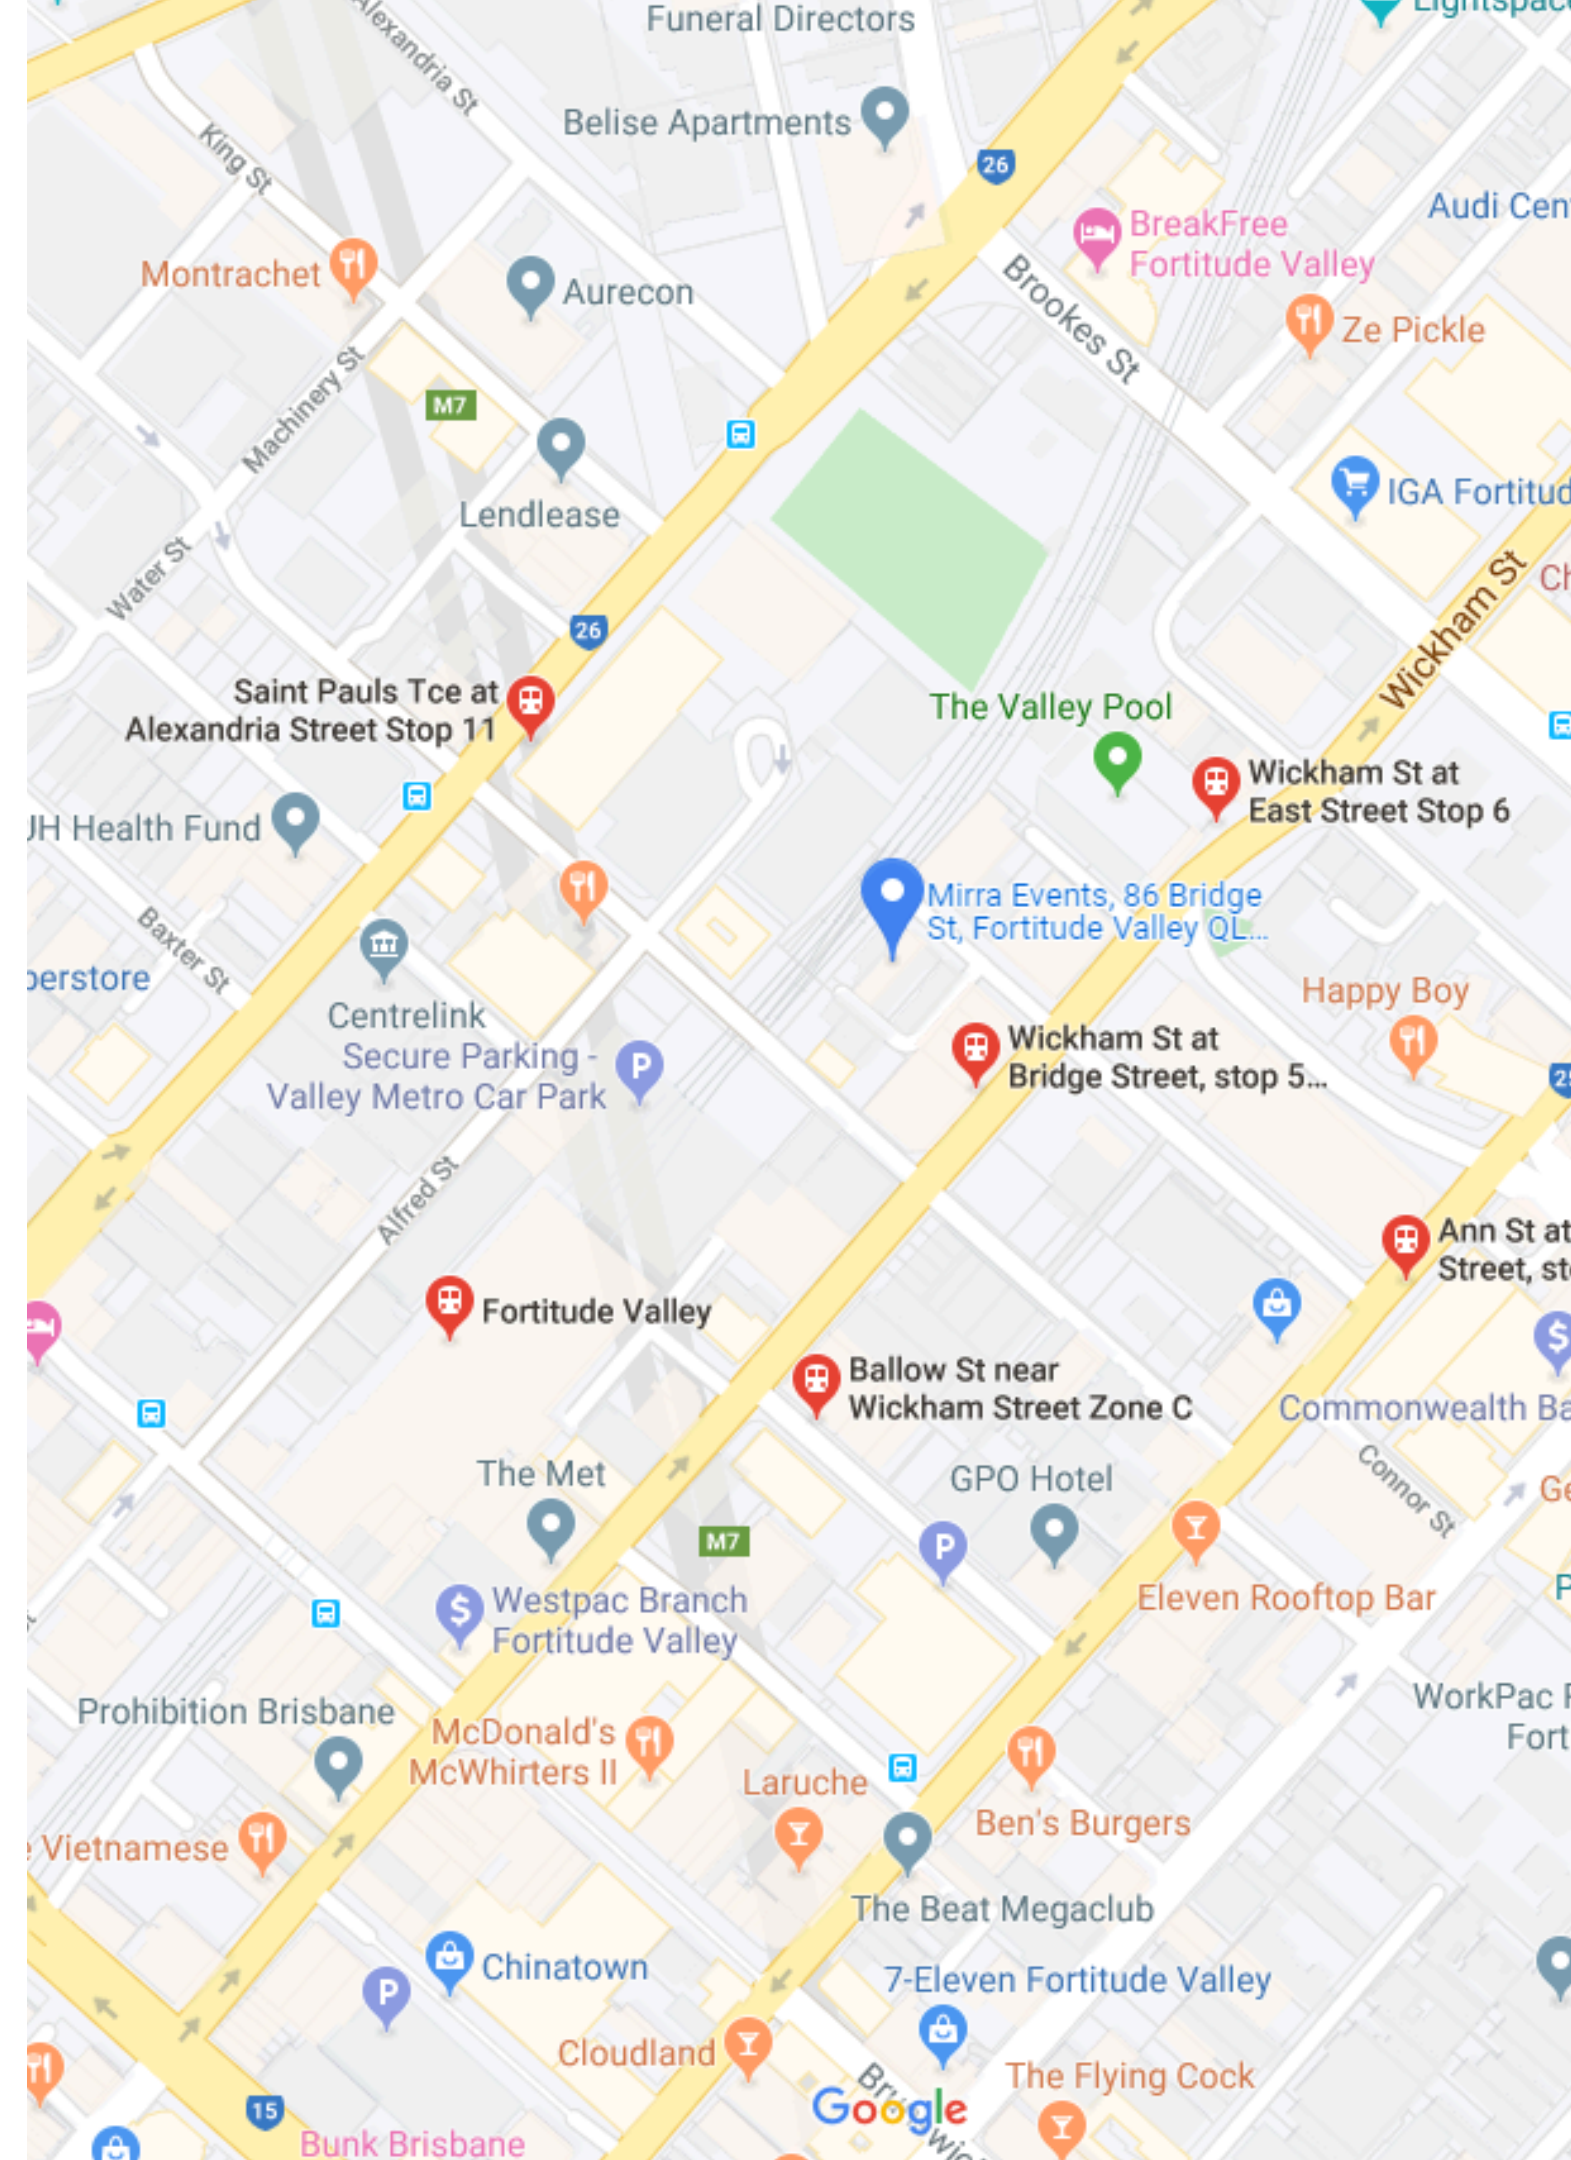 Lightspace
Funeral Directors
Alexandria St
Belise Apartments
King St
26
Audi Cen
BreakFree
Fortitude Valley
Montrachet
Aurecon
Brookes St
Ze Pickle
Machinery St
M7
Lendlease
IGA Fortitud
Water St
Ch
Wickham St
26
Saint Pauls Tce at
Alexandria Street Stop 11
The Valley Pool
Wickham St at
East Street Stop 6
JH Health Fund
Mirra Events, 86 Bridge
St, Fortitude Valley QL...
Baxter St
perstore
Happy Boy
Centrelink
Secure Parking -
Valley Metro Car Park
P
Wickham St at
Bridge Street, stop 5...
25
Alfred St
Ann St at
Street, sto
Fortitude Valley
$
Ballow St near
Wickham Street Zone C
Commonwealth Ba
Connor St
The Met
GPO Hotel
Ge
M7
P
Westpac Branch
Fortitude Valley
$
Eleven Rooftop Bar
P
Prohibition Brisbane
WorkPac F
Fort
McDonald's
McWhirters II
Laruche
Ben's Burgers
e Vietnamese
The Beat Megaclub
Chinatown
P
7-Eleven Fortitude Valley
Cloudland
The Flying Cock
15
Google
Bunk Brisbane